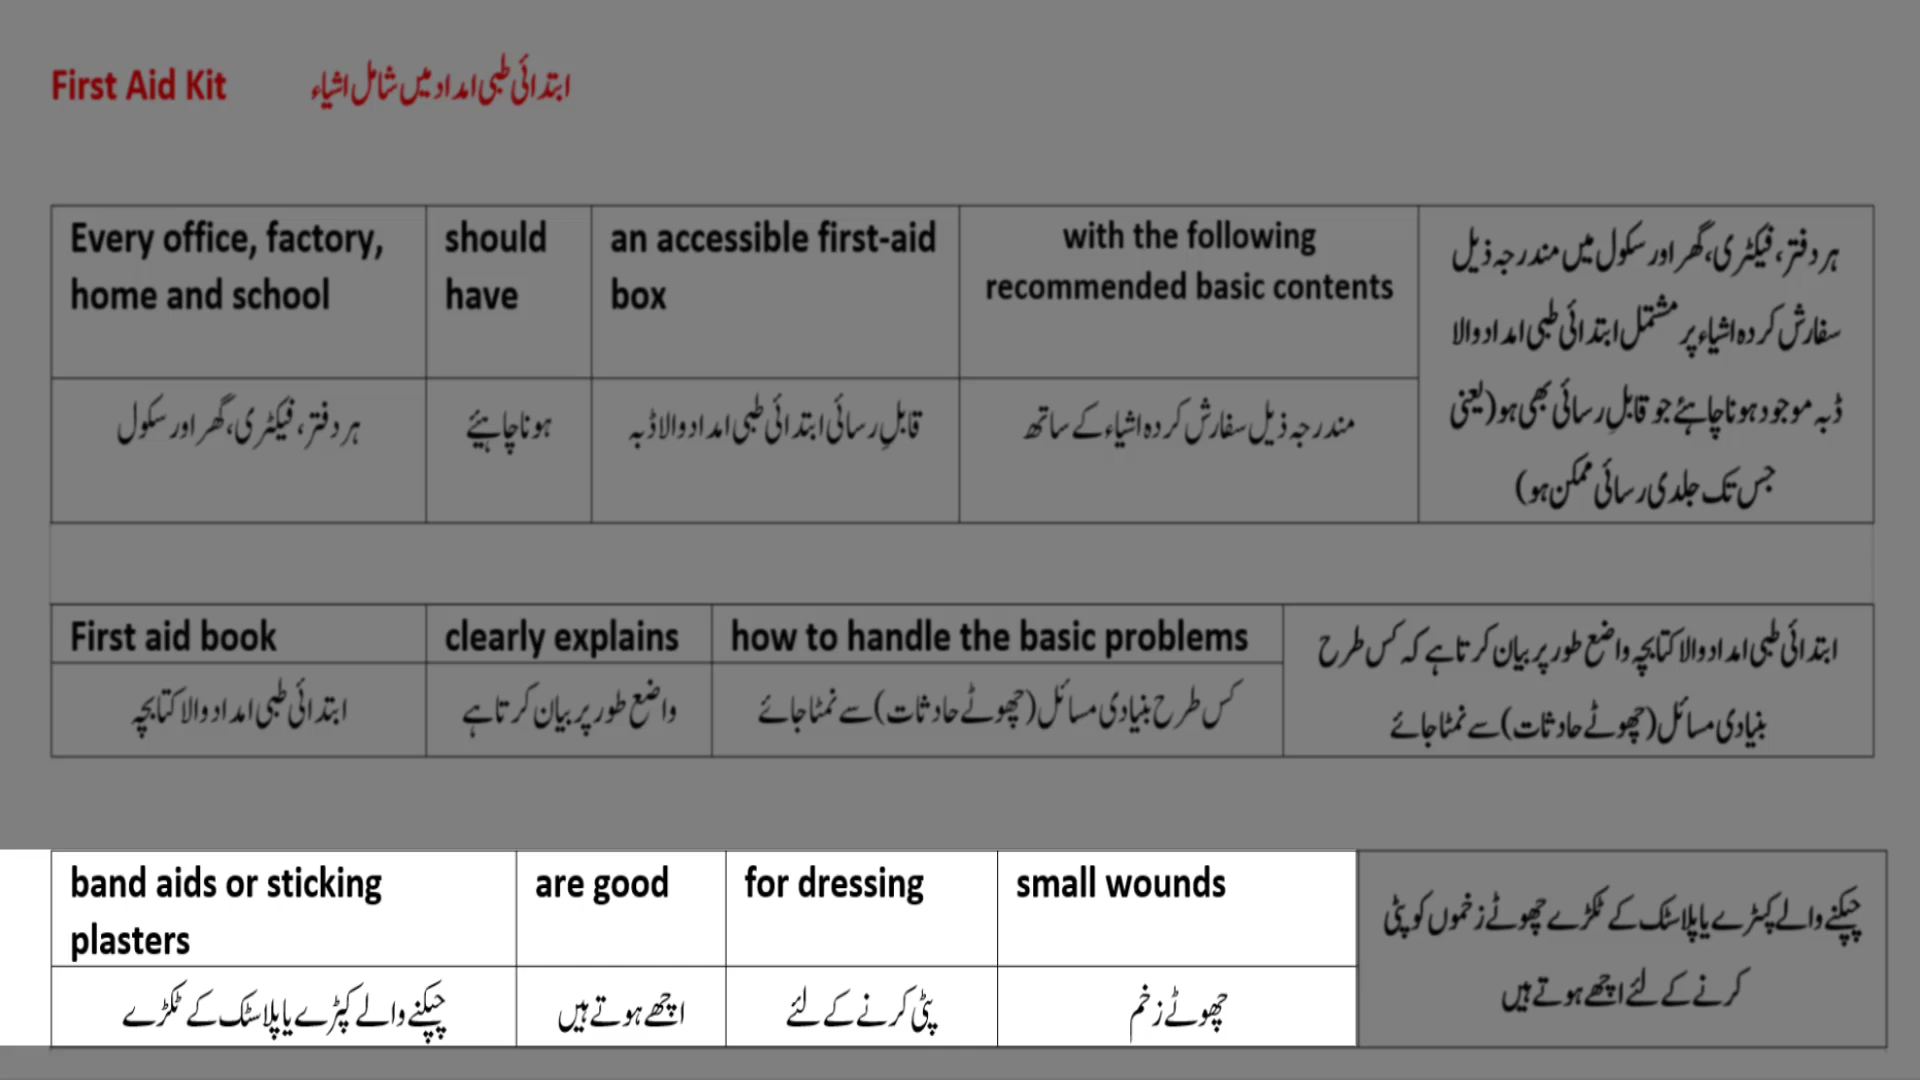 First Aid Kit ابتدائی طبی امداد میں شامل اشیاء
Every office, factory,
home and school
should
have
an accessible first-aid
box
with the following
recommended basic contents
ہر دفتر، فیکٹری، گھر اور سکول میں مندرجہ ذیل
سفارش کردہ اشیاء پر مشتمل ابتدائی طبی امداد والا
ڈبہ موجود ہونا چاہئے جو قابلِ رسائی بھی ہو (یعنی
جس تک جلدی رسائی ممکن ہو)
ہر دفتر، فیکٹری، گھر اور سکول
ہونا چاہیئے
قابلِ رسائی ابتدائی طبی امداد والا ڈبہ
مندرجہ ذیل سفارش کردہ اشیاء کے ساتھ
First aid book
clearly explains
how to handle the basic problems
ابتدائی طبی امداد والا کتابچہ واضع طور پر بیان کرتا ہے کہ کس طرح
بنیادی مسائل (چھوٹے حادثات) سے نمٹا جائے
ابتدائی طبی امداد والا کتابچہ
واضع طور پر بیان کرتا ہے
کس طرح بنیادی مسائل (چھوٹے حادثات) سے نمٹا جائے
band aids or sticking
plasters
are good
for dressing
small wounds
چپکنے والے کپڑے یا پلاسٹک کے ٹکڑے چھوٹے زخموں کو پٹی
کرنے کے لئے اچھے ہوتے ہیں
چپکنے والے کپڑے یا پلاسٹک کے ٹکڑے
اچھے ہوتے ہیں
پٹی کرنے کے لئے
چھوٹے زخم